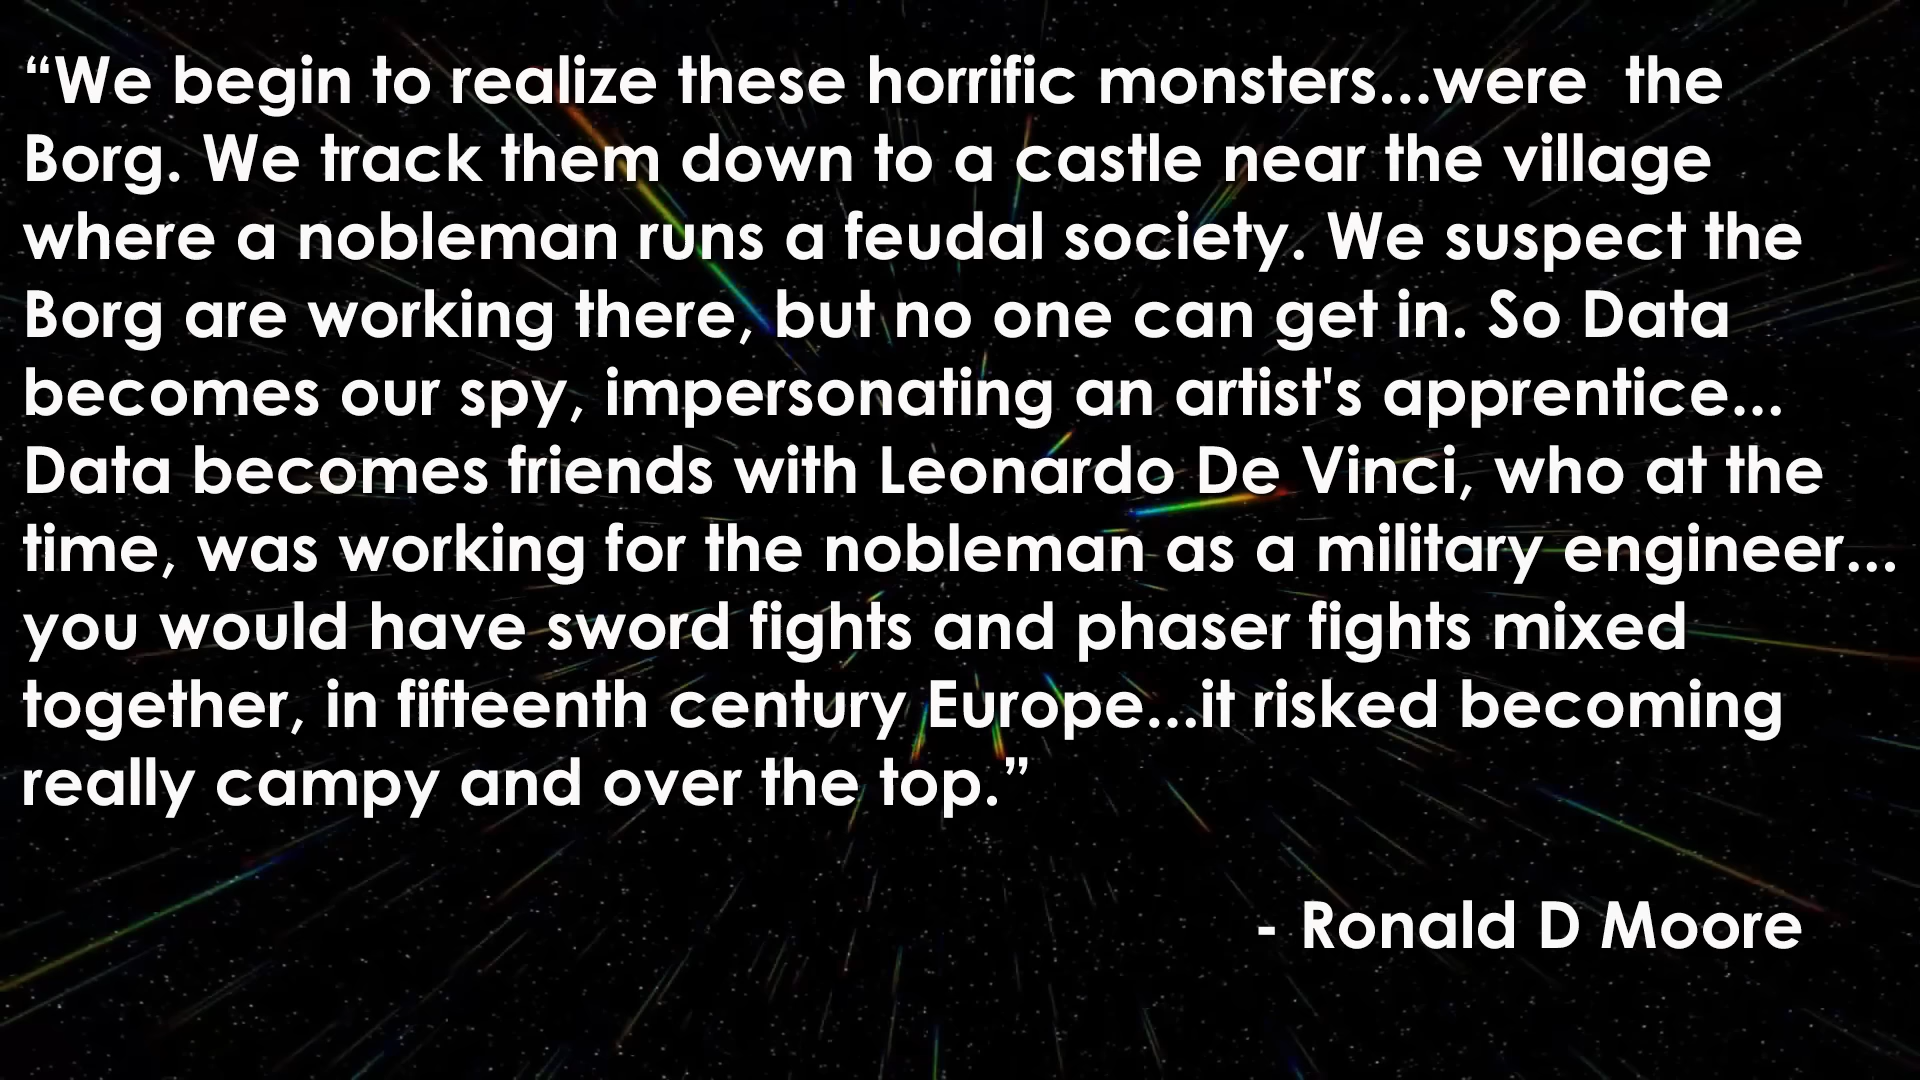 “We begin to realize these horrific monsters...were  the
Borg. We track them down to a castle near the village
where a nobleman runs a feudal society. We suspect the
Borg are working there, but no one can get in. So Data
becomes our spy, impersonating an artist's apprentice...
Data becomes friends with Leonardo De Vinci, who at the
time, was working for the nobleman as a military engineer...
you would have sword fights and phaser fights mixed
together, in fifteenth century Europe...it risked becoming
really campy and over the top.”
- Ronald D Moore